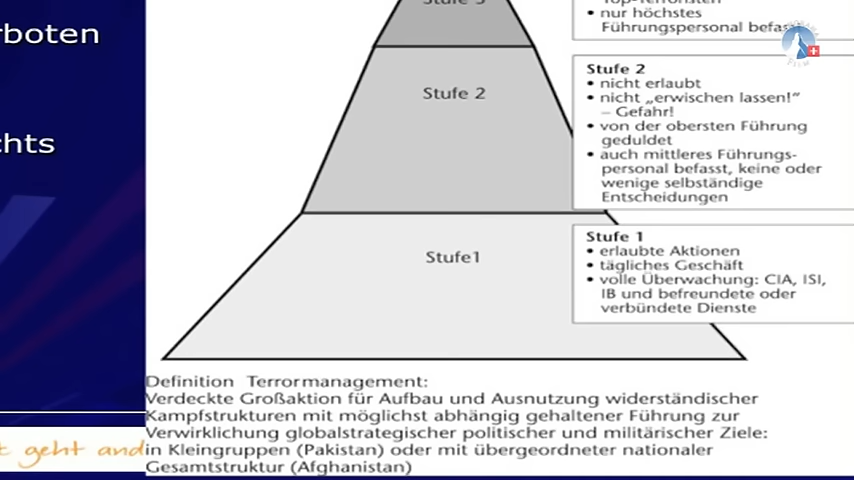 rboten
chts
Stufe 3
Stufe 2
Stufe1
Top-Terroristen
• nur höchstes
Führungspersonal befasst
Stufe 2
• nicht erlaubt
• nicht „erwischen lassen!“
– Gefahr!
• von der obersten Führung
geduldet
• auch mittleres Führungs-
personal befasst, keine oder
wenige selbständige
Entscheidungen
Stufe 1
• erlaubte Aktionen
• tägliches Geschäft
• volle Überwachung: CIA, ISI,
IB und befreundete oder
verbündete Dienste
Definition Terrormanagement:
Verdeckte Großaktion für Aufbau und Ausnutzung widerständischer
Kampfstrukturen mit möglichst abhängig gehaltener Führung zur
Verwirklichung globalstrategischer politischer und militärischer Ziele:
in Kleingruppen (Pakistan) oder mit übergeordneter nationaler
Gesamtstruktur (Afghanistan)
t geht and
FILM